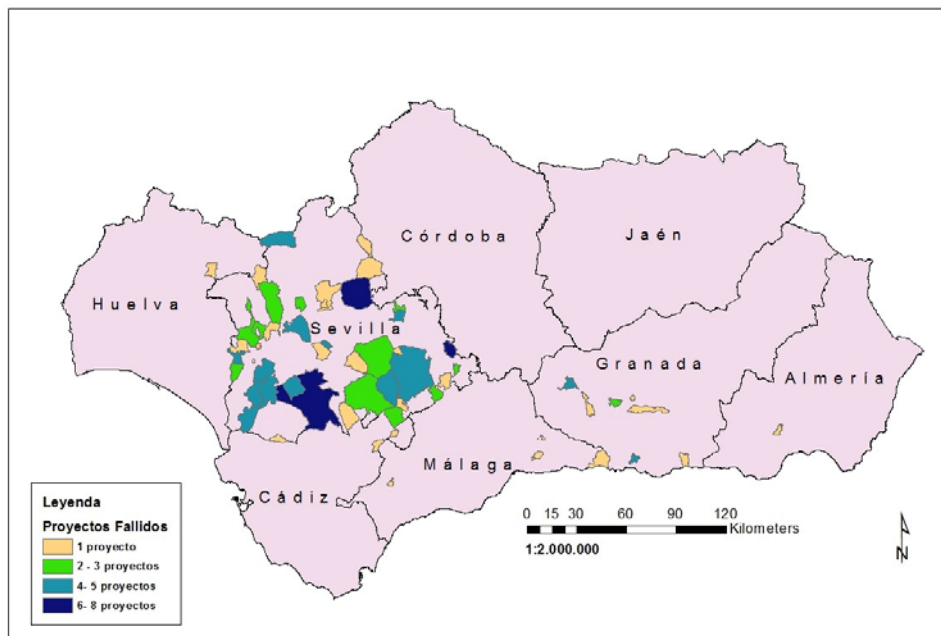 Córdoba
Jaén
Huelva
Sevilla
Granada
Almería
Málaga
Cádiz
Leyenda
Proyectos Fallidos
1 proyecto
2 - 3 proyectos
4- 5 proyectos
6- 8 proyectos
0 15 30 60 90 120
Kilometers
1:2.000.000
N